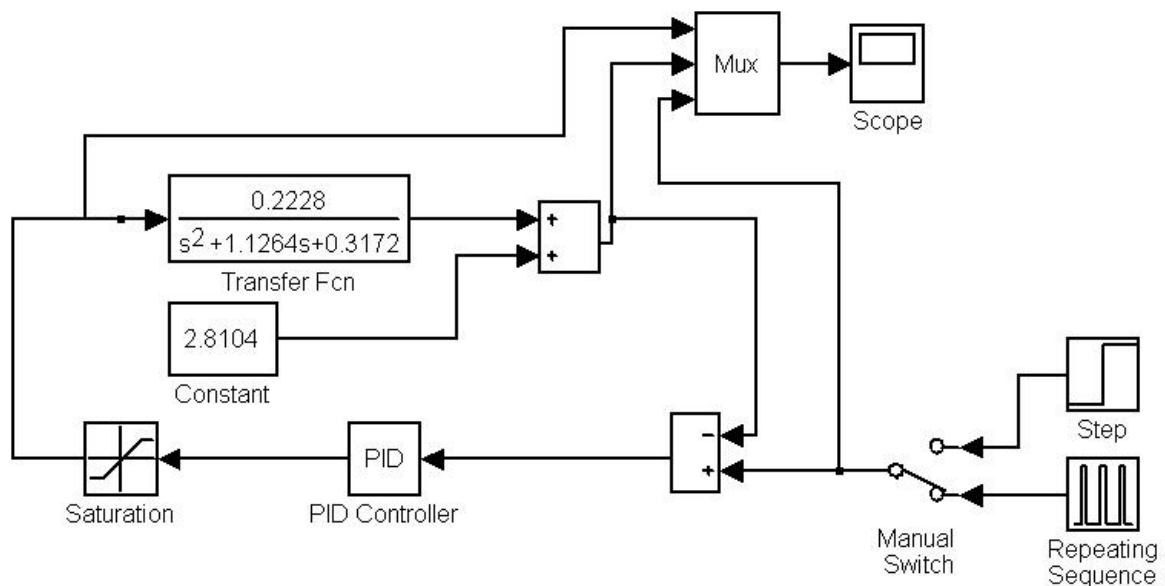 Mux
Scope
0.2228
s²+1.1264s+0.3172
Transfer Fcn
+
+
2.8104
Constant
Step
-
+
PID
Saturation
PID Controller
Manual
Switch
Repeating
Sequence